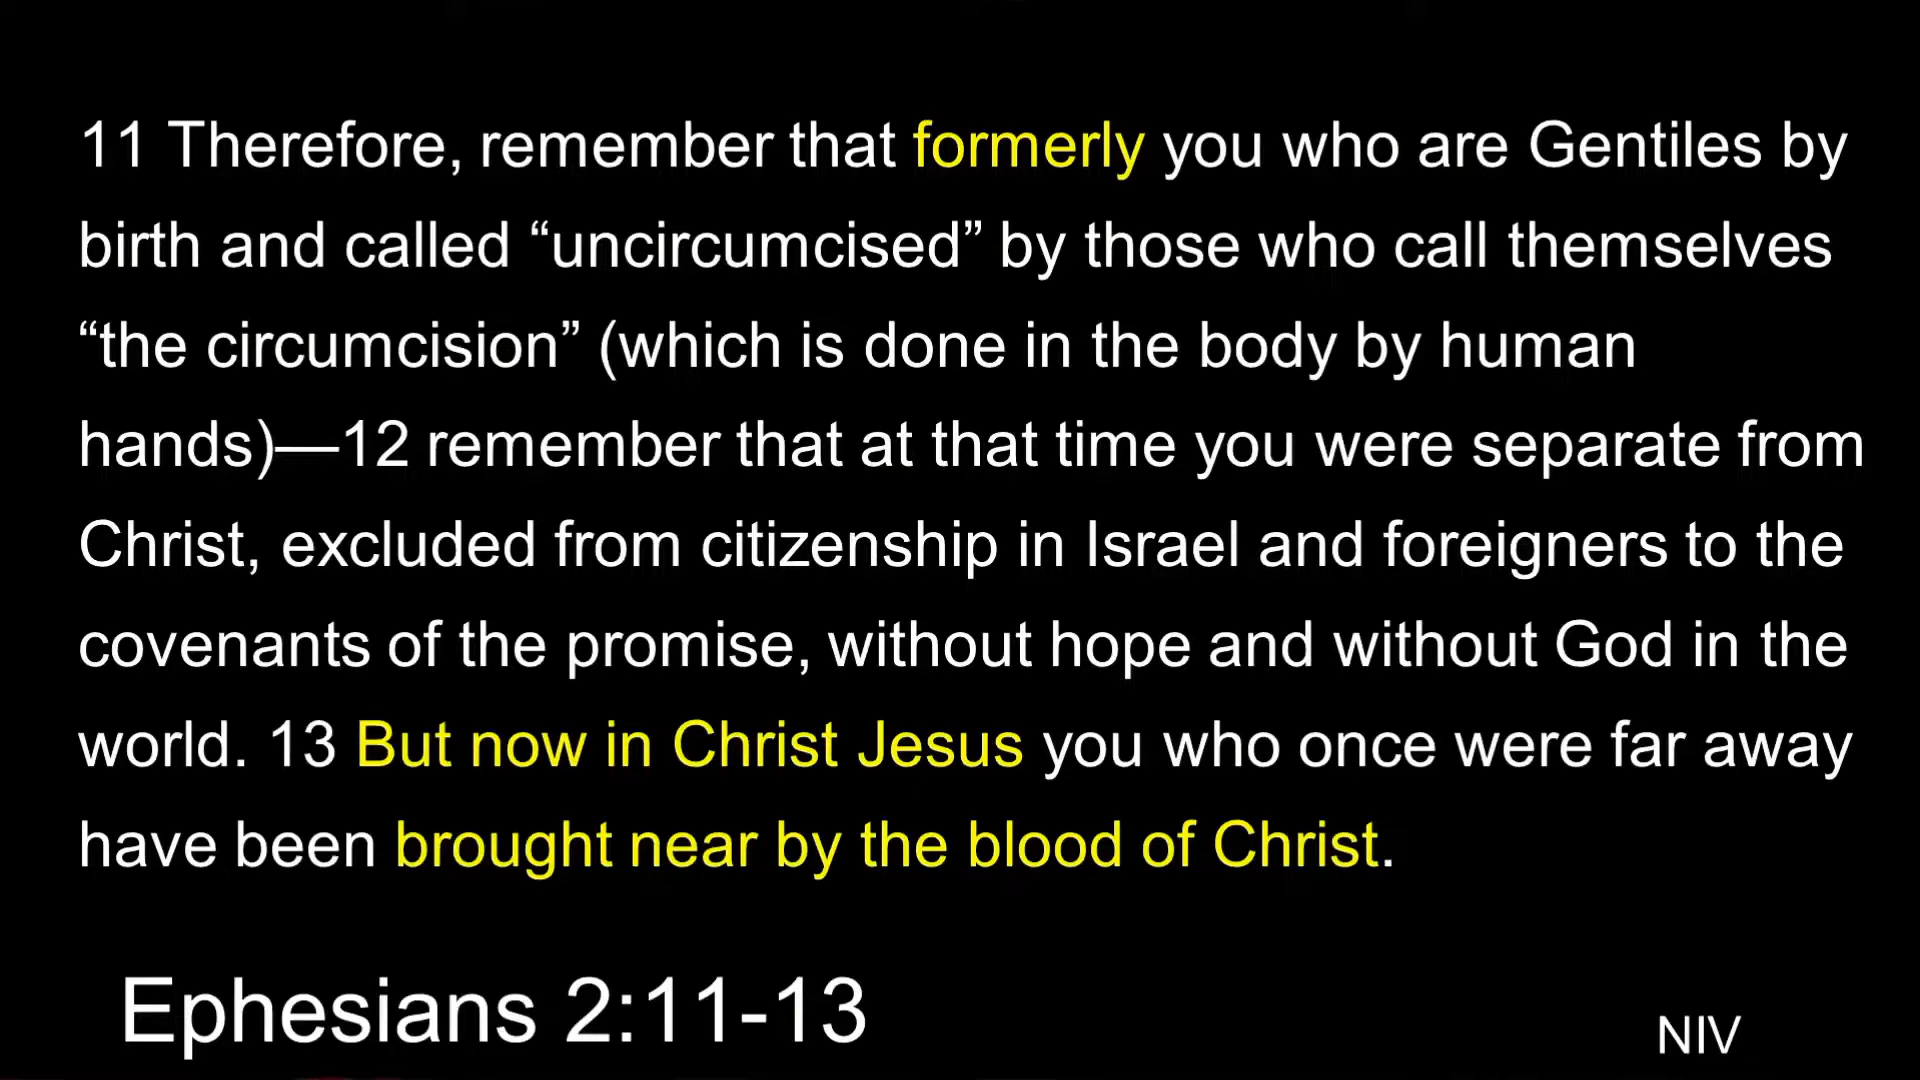 11 Therefore, remember that formerly you who are Gentiles by
birth and called “uncircumcised” by those who call themselves
“the circumcision” (which is done in the body by human
hands)—12 remember that at that time you were separate from
Christ, excluded from citizenship in Israel and foreigners to the
covenants of the promise, without hope and without God in the
world. 13 But now in Christ Jesus you who once were far away
have been brought near by the blood of Christ.
Ephesians 2:11-13
NIV